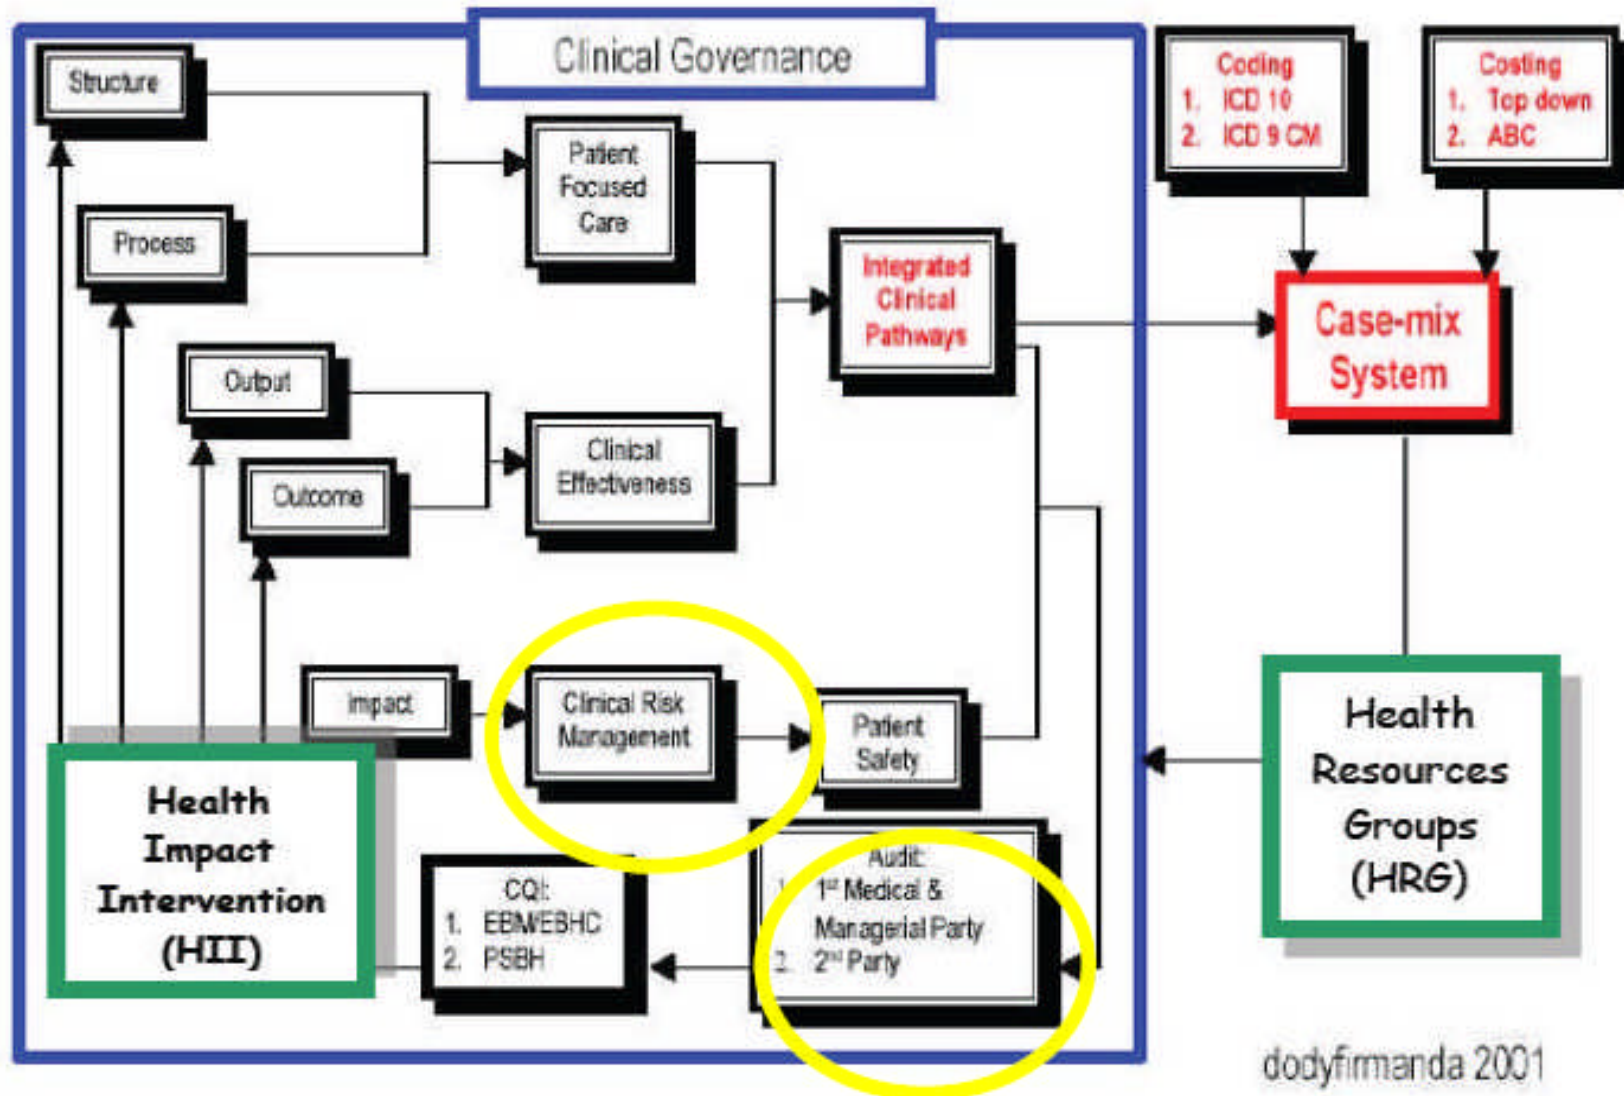 Clinical Governance
Structure
Process
Output
Outcome
Impact
Patient
Focused
Care
Clinical
Effectiveness
Clinical Risk
Management
Patient
Safety
Integrated
Clinical
Pathways
Coding
1. ICD 10
2. ICD 9 CM
Costing
1. Top down
2. ABC
Case-mix
System
Health
Resources
Groups
(HRG)
Health
Impact
Intervention
(HII)
CQI:
1. EBM/EBHC
2. PSBH
Audit:
1. 1st Medical &
Managerial Party
2. 2nd Party
dodyfirmanda 2001